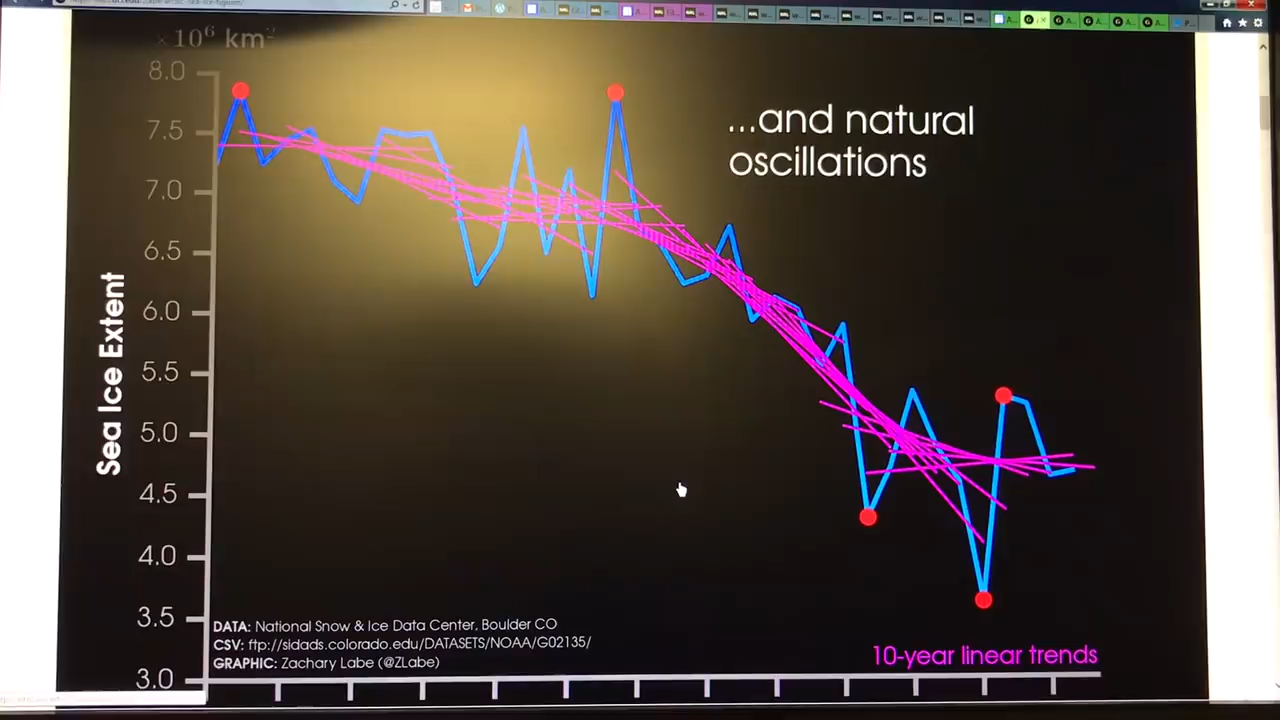 ×10⁶ km²
8.0
7.5
7.0
6.5
6.0
5.5
5.0
4.5
4.0
3.5
3.0
Sea Ice Extent
...and natural
oscillations
DATA: National Snow & Ice Data Center, Boulder CO
CSV: ftp://sidads.colorado.edu/DATASETS/NOAA/G02135/
GRAPHIC: Zachary Labe (@ZLabe)
10-year linear trends